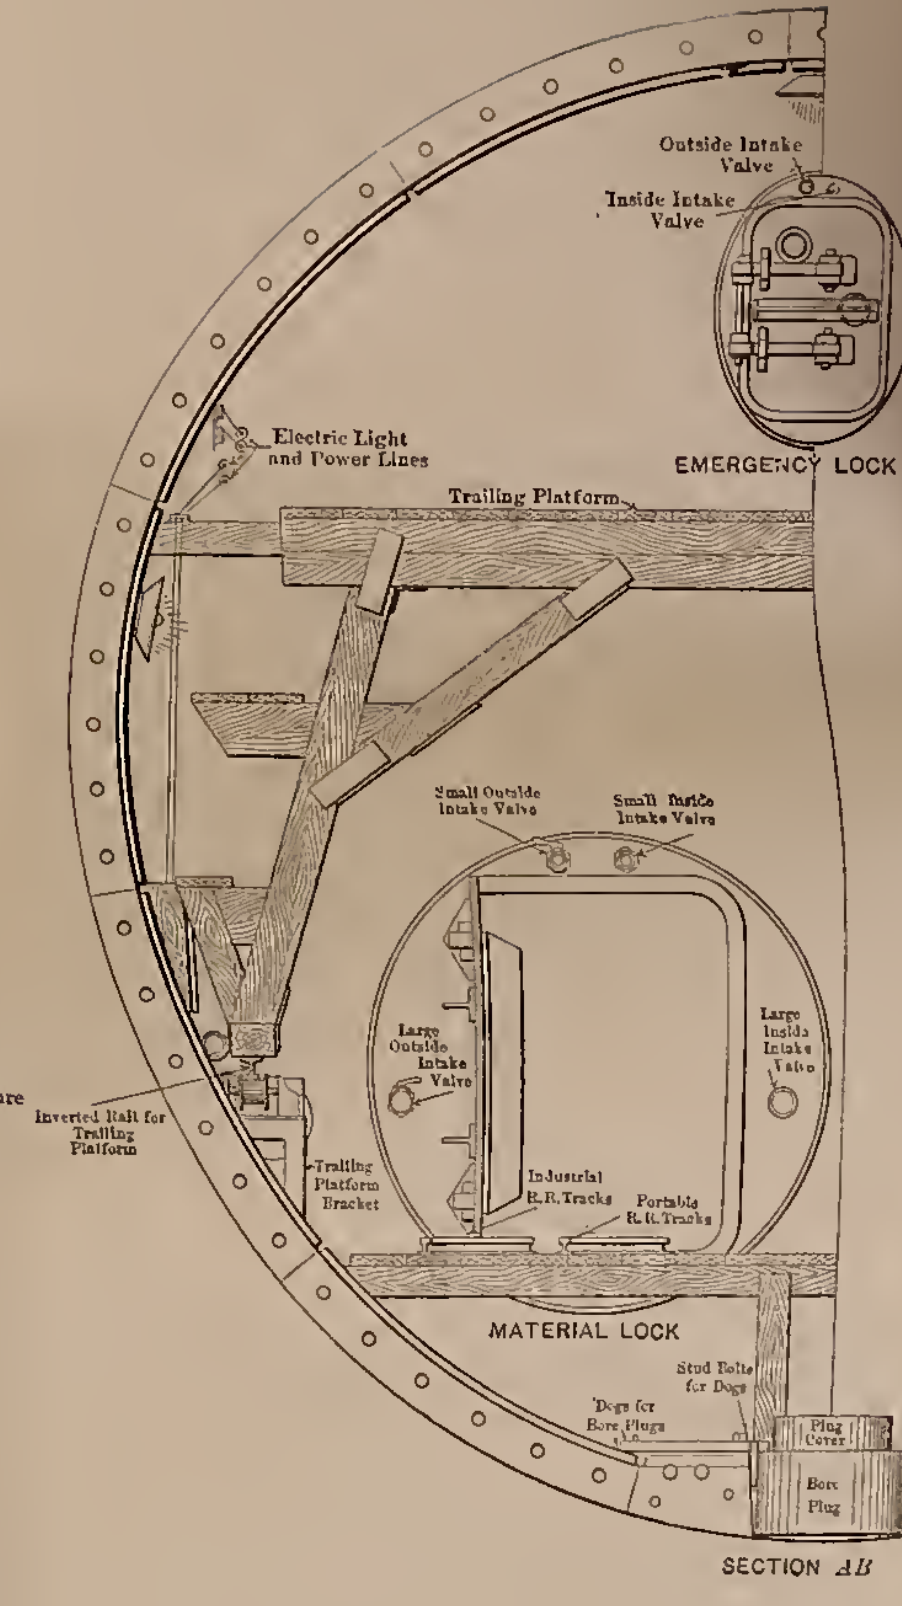 Outside Intake
Valve
Inside Intake
Valve
EMERGENCY LOCK
Electric Light
and Power Lines
Trailing Platform
Small Outside
Intake Valve
Small Inside
Intake Valve
Large
Outside
Intake
Valve
Large
Inside
Intake
Valve
Inverted Rail for
Trailing
Platform
Trailing
Platform
Bracket
Industrial
R.R. Tracks
Portable
R.R. Tracks
MATERIAL LOCK
Stud Bolts
for Dogs
Dogs for
Bore Plugs
Plug
Cover
Bore
Plug
SECTION AB